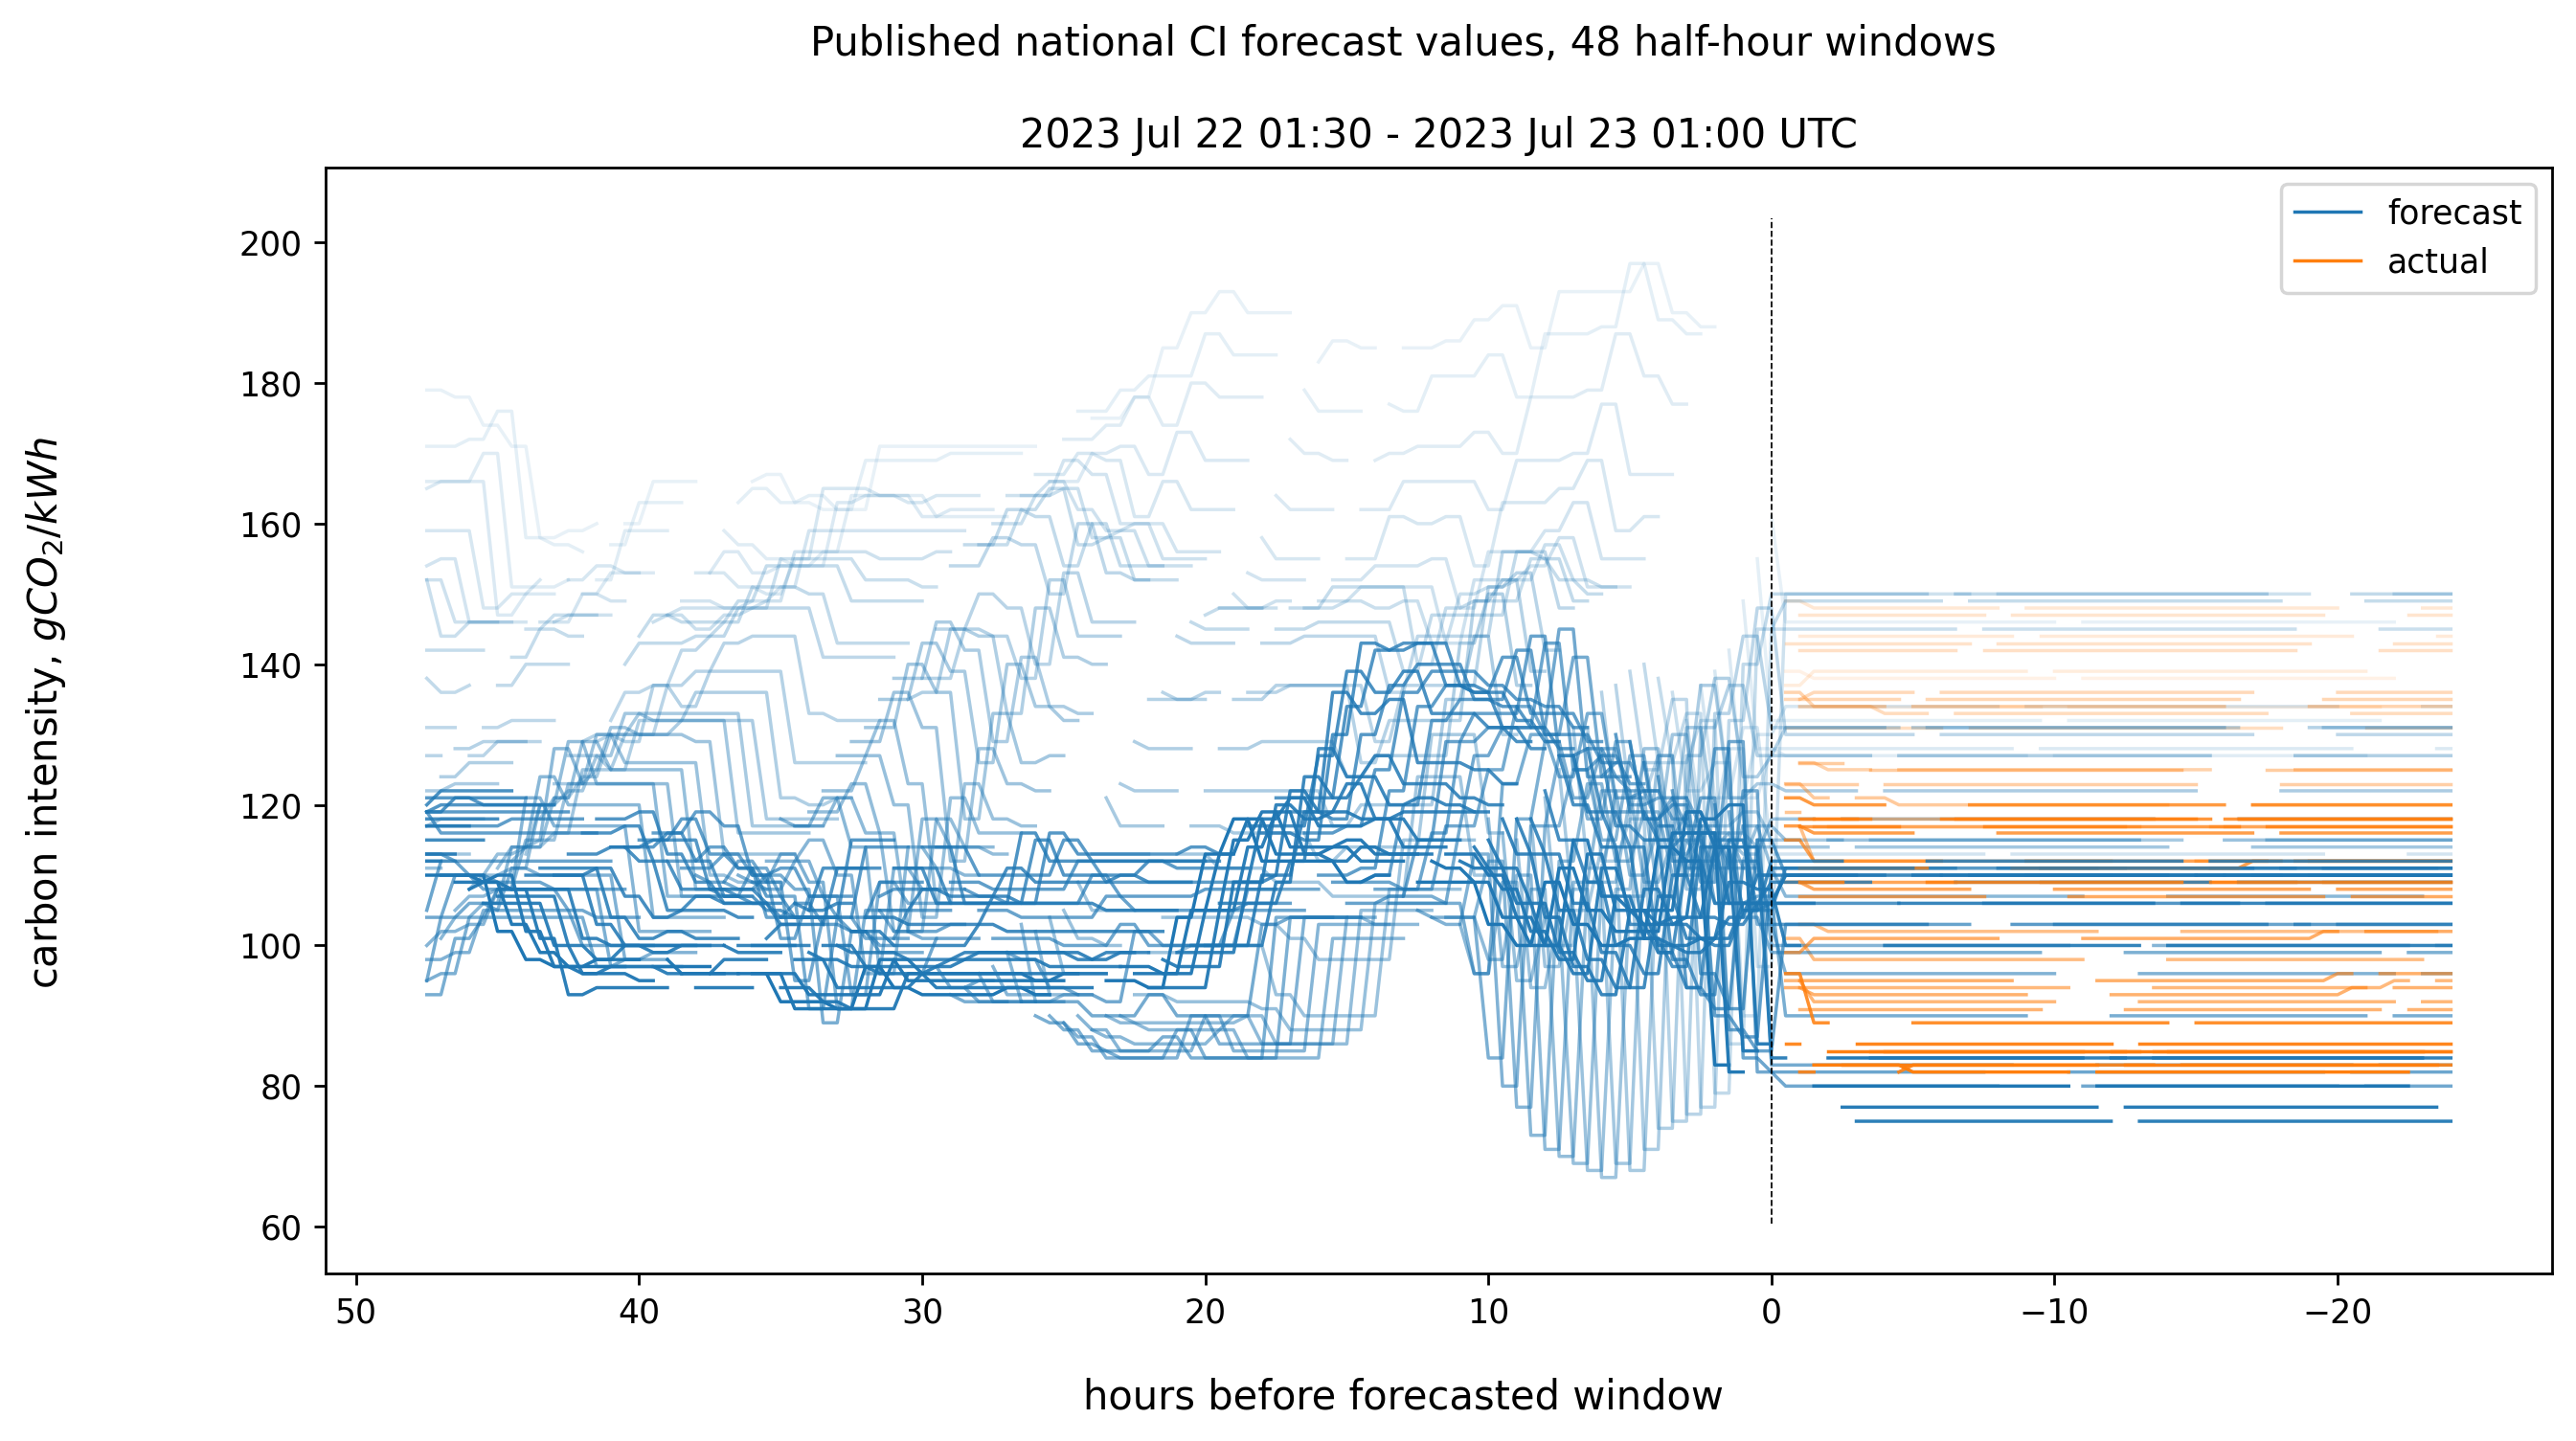 Published national CI forecast values, 48 half-hour windows
2023 Jul 22 01:30 - 2023 Jul 23 01:00 UTC
forecast
actual
carbon intensity, gCO₂/kWh
200
180
160
140
120
100
80
60
50 40 30 20 10 0 −10 −20
hours before forecasted window